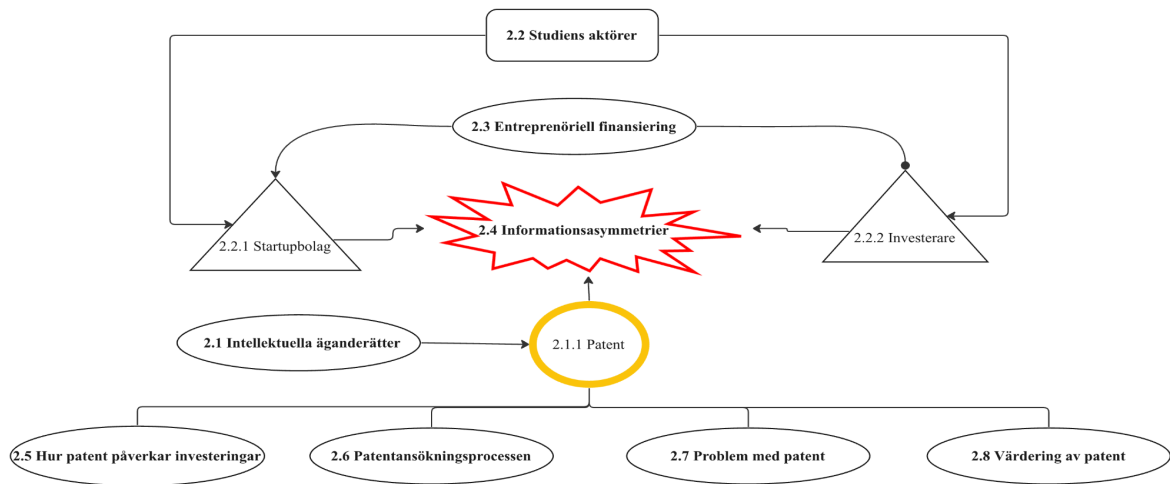 2.2 Studiens aktörer
2.3 Entreprenöriell finansiering
2.4 Informationsasymmetrier
2.2.1 Startupbolag
2.2.2 Investerare
2.1 Intellektuella äganderätter
2.1.1 Patent
2.5 Hur patent påverkar investeringar
2.6 Patentansökningsprocessen
2.7 Problem med patent
2.8 Värdering av patent